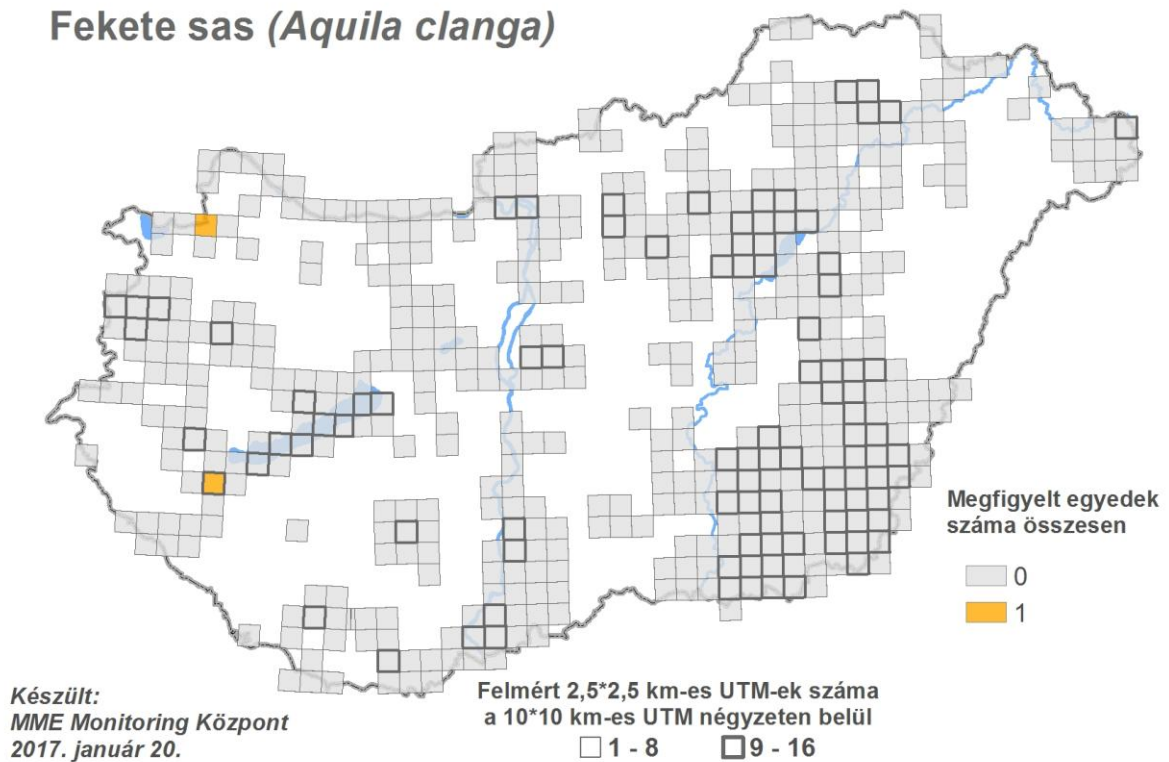 Fekete sas (Aquila clanga)
Megfigyelt egyedek
száma összesen
0
1
Készült:
MME Monitoring Központ
2017. január 20.
Felmért 2,5*2,5 km-es UTM-ek száma
a 10*10 km-es UTM négyzeten belül
1 - 8
9 - 16